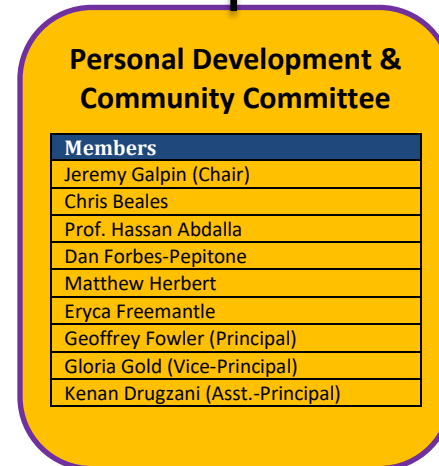 Personal Development &
Community Committee
Members
Jeremy Galpin (Chair)
Chris Beales
Prof. Hassan Abdalla
Dan Forbes-Pepitone
Matthew Herbert
Eryca Freemantle
Geoffrey Fowler (Principal)
Gloria Gold (Vice-Principal)
Kenan Drugzani (Asst.-Principal)